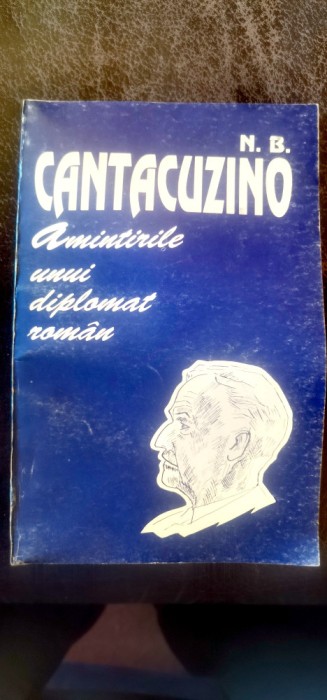 N. B.
CANTACUZINO
amintirile
unui
diplomat
român